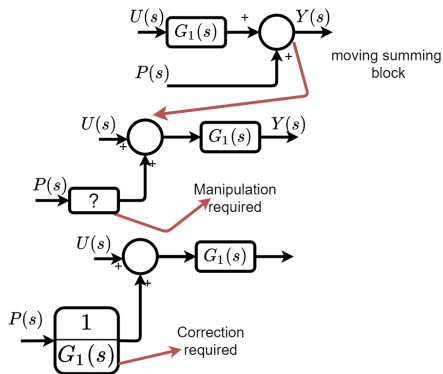 U(s) G₁(s) + Y(s)
P(s) +
moving summing
block
U(s) + G₁(s) Y(s)
+
P(s) ? Manipulation
required
U(s) + G₁(s)
+
P(s) 1
G₁(s)
Correction
required